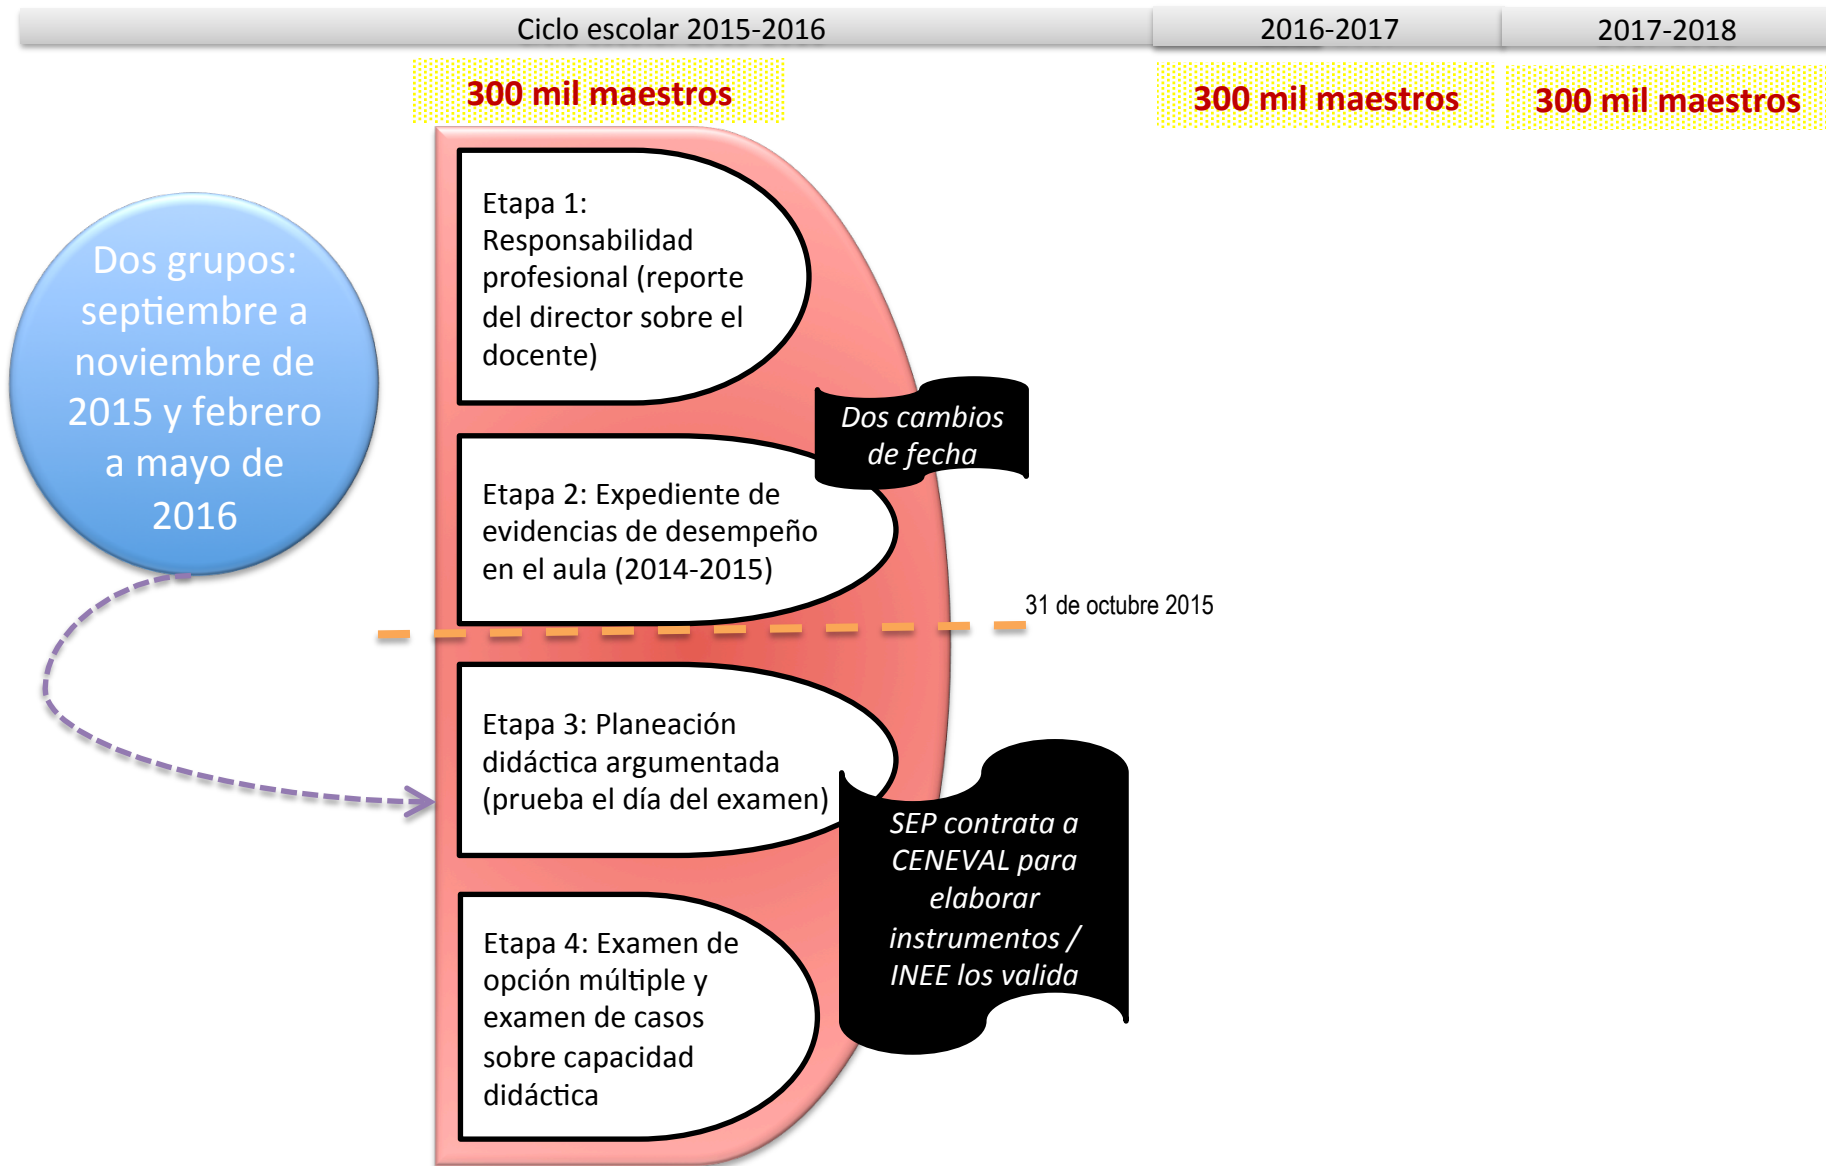 Ciclo escolar 2015-2016
2016-2017
2017-2018
300 mil maestros
300 mil maestros
300 mil maestros
Dos grupos:
septiembre a
noviembre de
2015 y febrero
a mayo de
2016
Etapa 1:
Responsabilidad
profesional (reporte
del director sobre el
docente)
Dos cambios
de fecha
Etapa 2: Expediente de
evidencias de desempeño
en el aula (2014-2015)
31 de octubre 2015
Etapa 3: Planeación
didáctica argumentada
(prueba el día del examen)
SEP contrata a
CENEVAL para
elaborar
instrumentos /
INEE los valida
Etapa 4: Examen de
opción múltiple y
examen de casos
sobre capacidad
didáctica